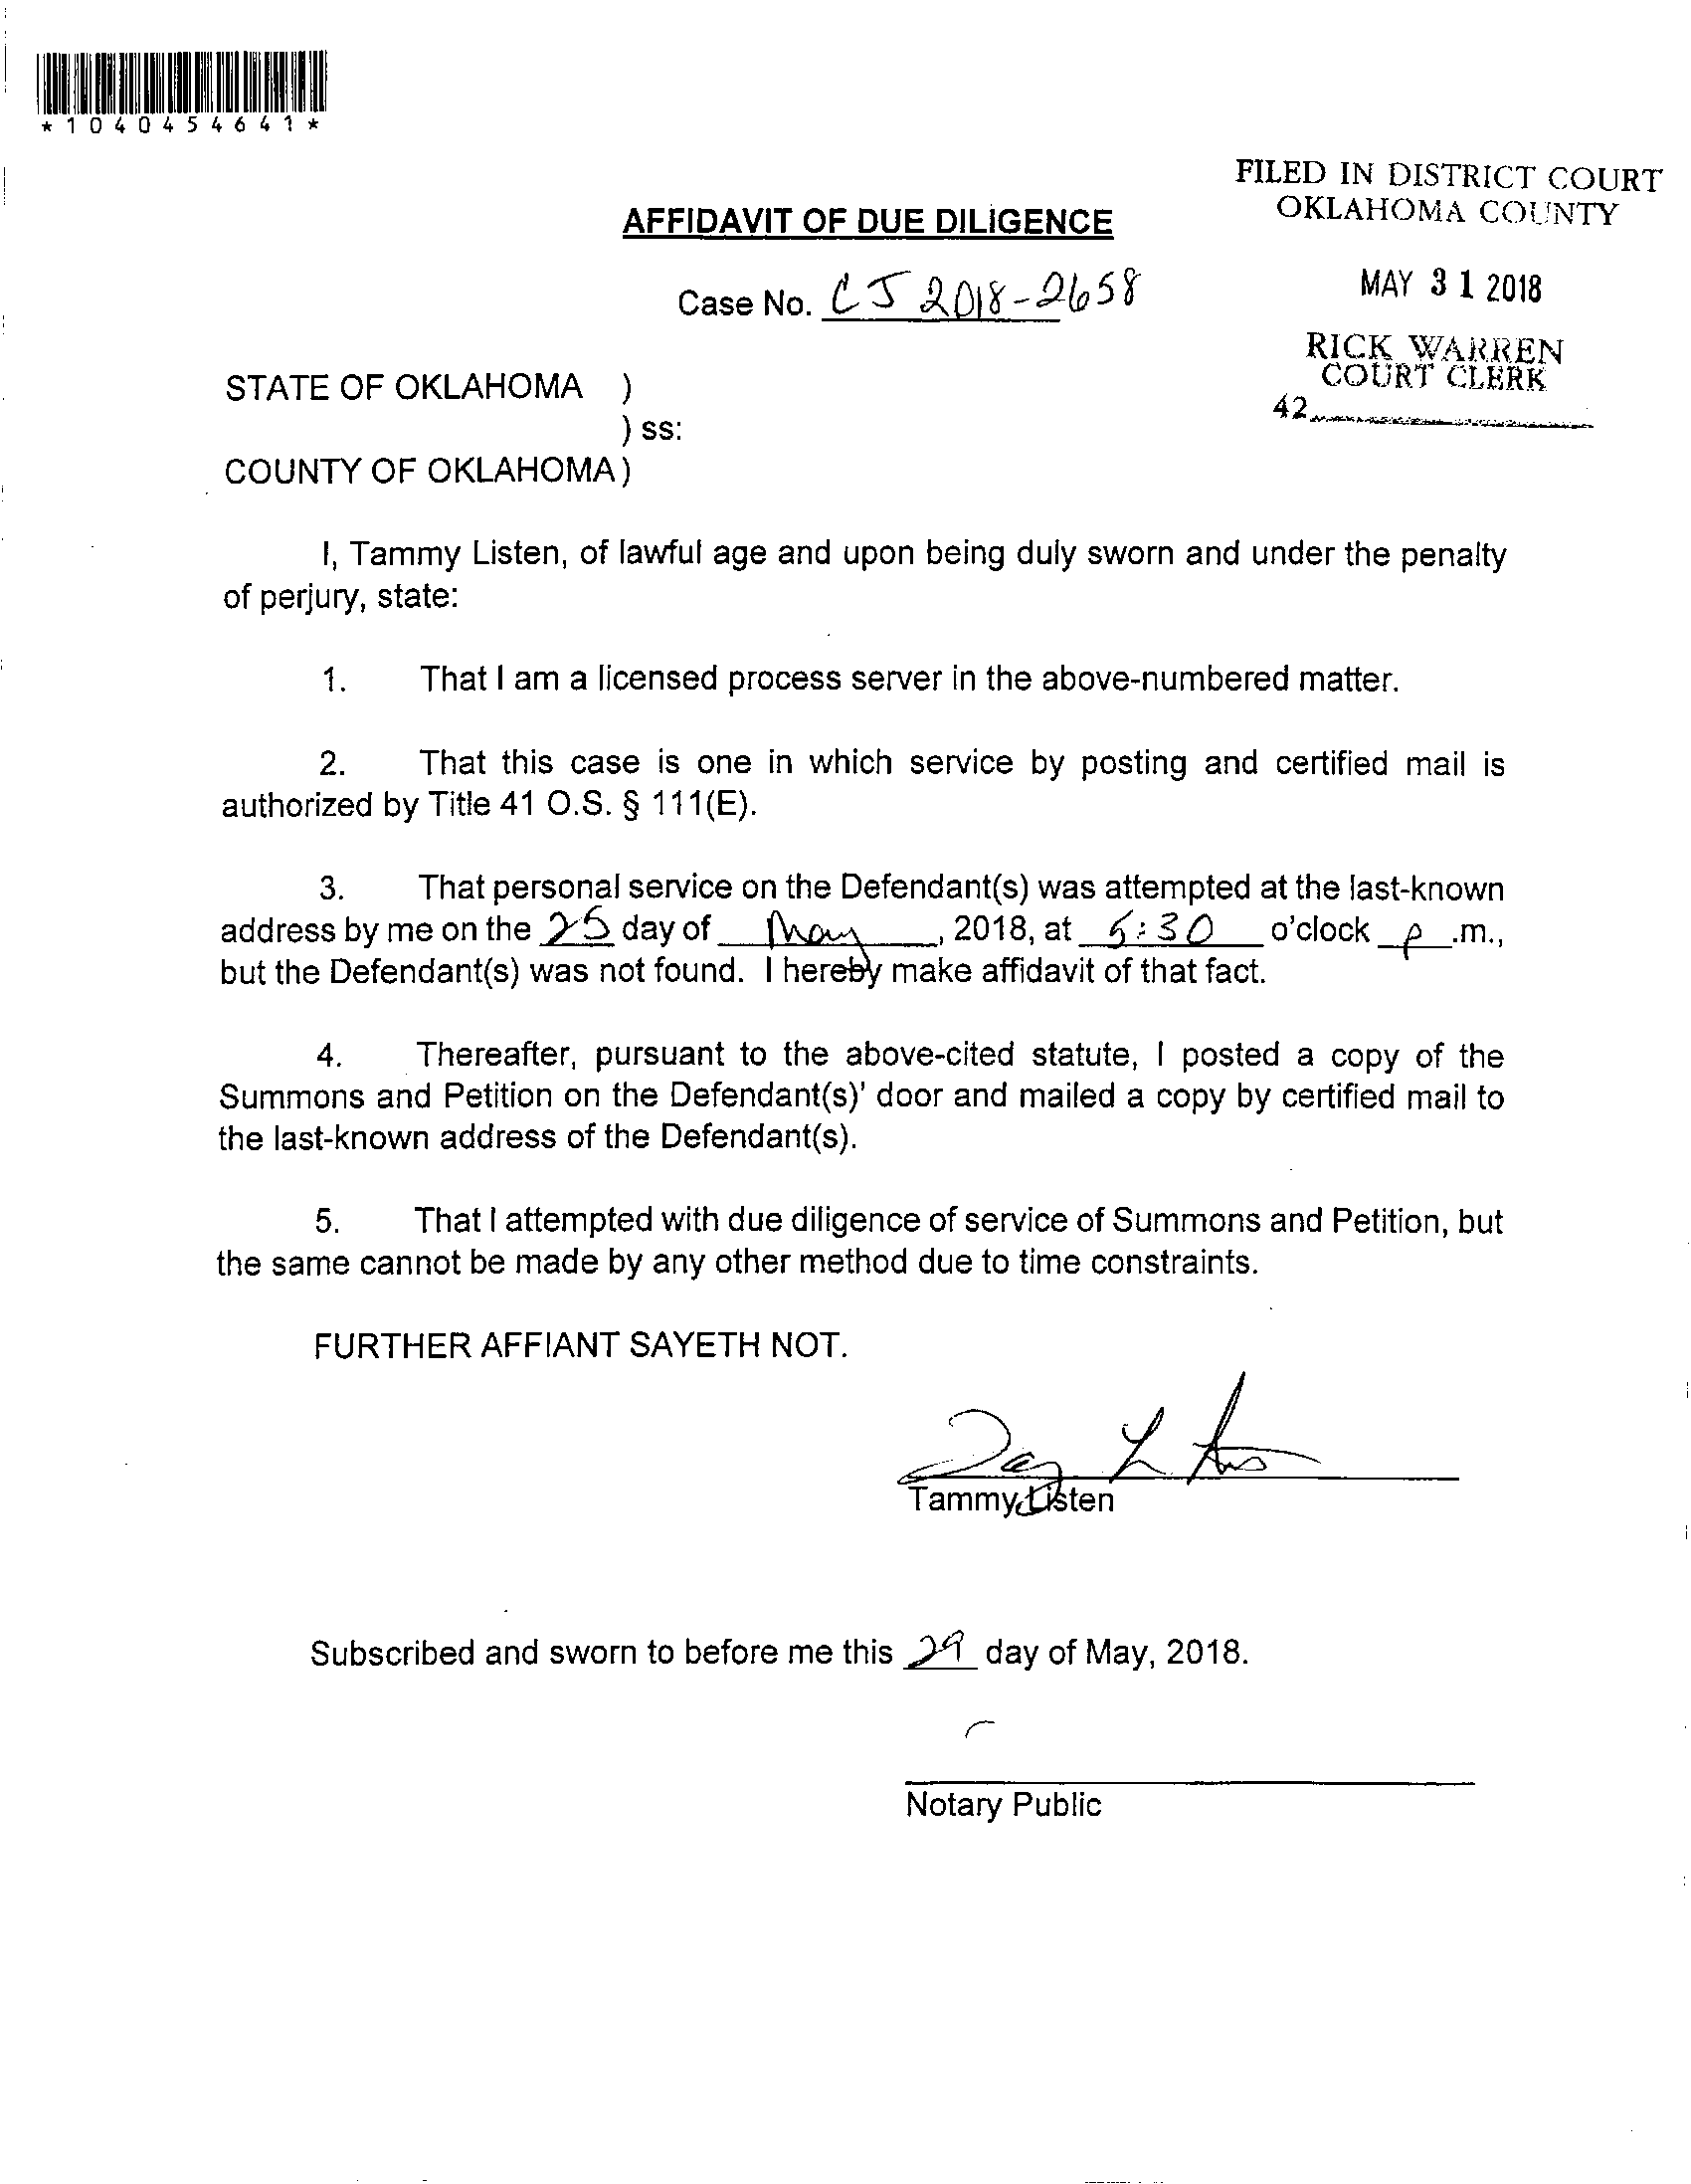 *1040454641*
FILED IN DISTRICT COURT
OKLAHOMA COUNTY
AFFIDAVIT OF DUE DILIGENCE
MAY 31 2018
Case No. CJ 2018-2658
RICK WARREN
COURT CLERK
42
STATE OF OKLAHOMA )
) ss:
COUNTY OF OKLAHOMA )
I, Tammy Listen, of lawful age and upon being duly sworn and under the penalty
of perjury, state:
1. That I am a licensed process server in the above-numbered matter.
2. That this case is one in which service by posting and certified mail is
authorized by Title 41 O.S. § 111(E).
3. That personal service on the Defendant(s) was attempted at the last-known
address by me on the 25 day of May, 2018, at :30 o'clock p.m.,
but the Defendant(s) was not found. I hereby make affidavit of that fact.
4. Thereafter, pursuant to the above-cited statute, I posted a copy of the
Summons and Petition on the Defendant(s)' door and mailed a copy by certified mail to
the last-known address of the Defendant(s).
5. That I attempted with due diligence of service of Summons and Petition, but
the same cannot be made by any other method due to time constraints.
FURTHER AFFIANT SAYETH NOT.
Tammy Listen
Subscribed and sworn to before me this 29 day of May, 2018.
Notary Public